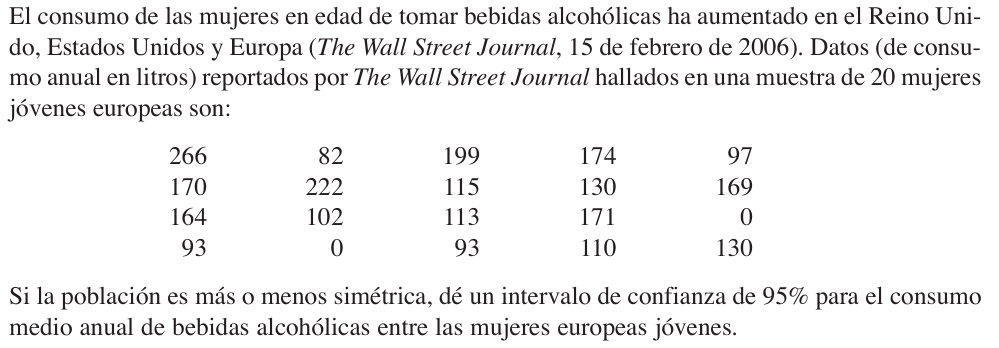 El consumo de las mujeres en edad de tomar bebidas alcohólicas ha aumentado en el Reino Uni-
do, Estados Unidos y Europa (The Wall Street Journal, 15 de febrero de 2006). Datos (de consu-
mo anual en litros) reportados por The Wall Street Journal hallados en una muestra de 20 mujeres
jóvenes europeas son:
266 82 199 174 97
170 222 115 130 169
164 102 113 171 0
93 0 93 110 130
Si la población es más o menos simétrica, dé un intervalo de confianza de 95% para el consumo
medio anual de bebidas alcohólicas entre las mujeres europeas jóvenes.